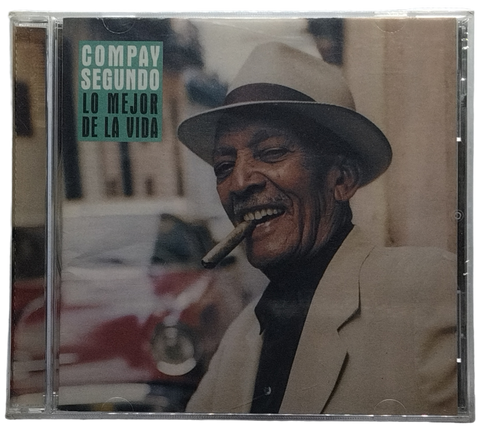 COMPAY
SEGUNDO
LO MEJOR
DE LA VIDA